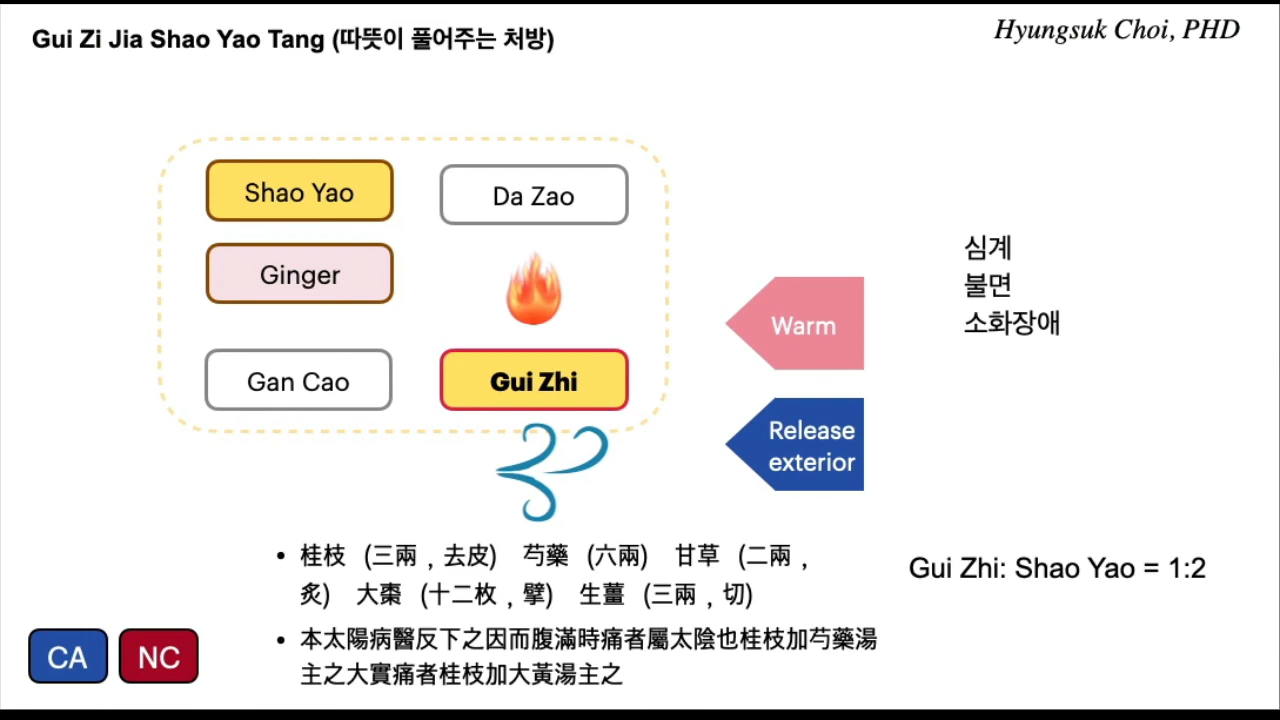 Gui Zi Jia Shao Yao Tang (따뜻이 풀어주는 처방)
Hyungsuk Choi, PHD
Shao Yao
Da Zao
Ginger
Gan Cao
Gui Zhi
Warm
Release
exterior
심계
불면
소화장애
• 桂枝 (三兩，去皮) 芍藥 (六兩) 甘草 (二兩，
炙) 大棗 (十二枚，擘) 生薑 (三兩，切)
Gui Zhi: Shao Yao = 1:2
• 本太陽病醫反下之因而腹滿時痛者屬太陰也桂枝加芍藥湯
主之大實痛者桂枝加大黃湯主之
CA
NC